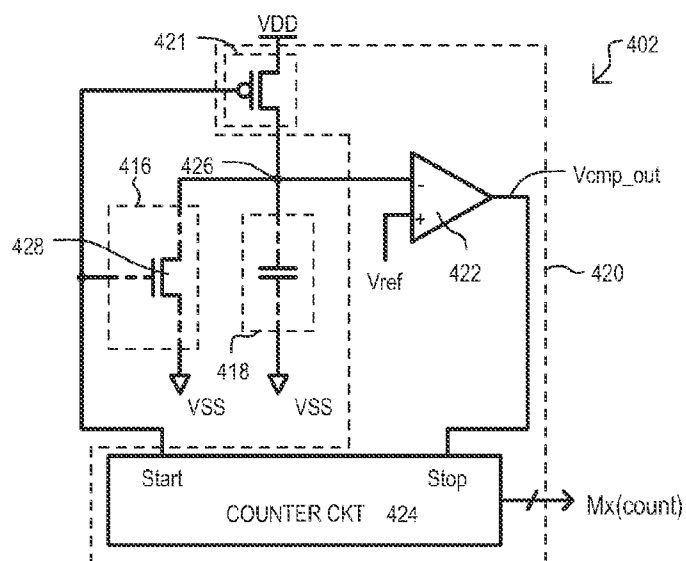 VDD
421
402
416
426
Vcmp_out
-
+
428
422
420
Vref
418
VSS
VSS
Start
Stop
COUNTER CKT 424
Mx(count)